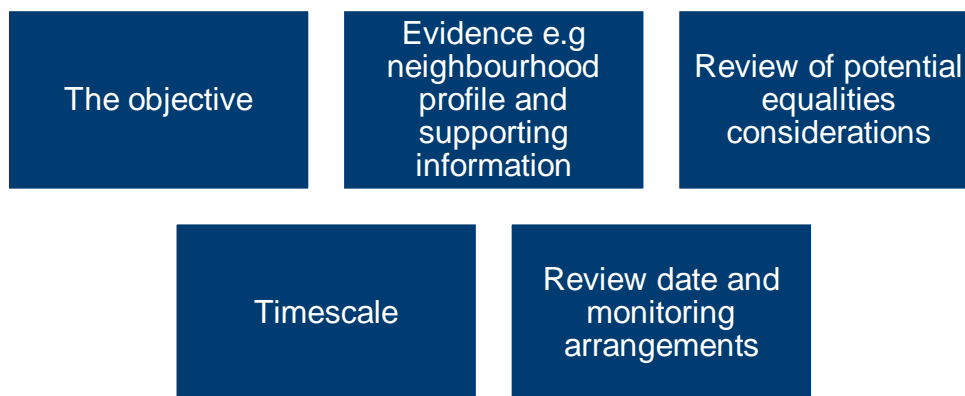 The objective
Evidence e.g
neighbourhood
profile and
supporting
information
Review of potential
equalities
considerations
Timescale
Review date and
monitoring
arrangements